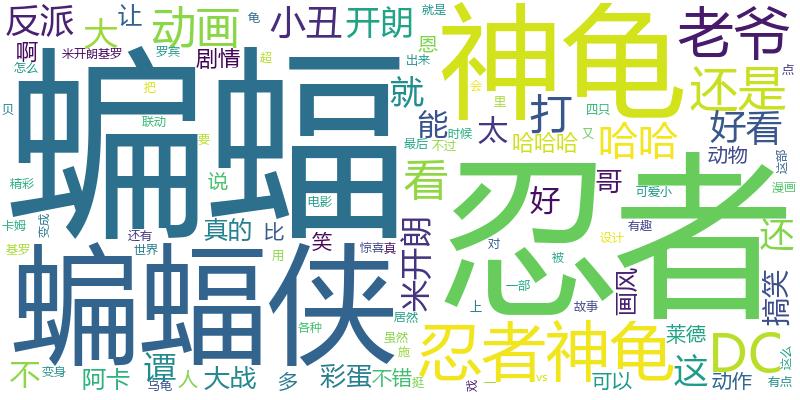 反派
动画
小丑
开朗
让
龟
就是
啊
大
米开朗基罗
罗宾
剧情
超
恩
出来
怎么
把
贝
联动
要
蝙蝠
就
神龟
老爷
还是
点
会
里
四只
能
太
打
时候
又
最后
不过
哈哈哈
哈哈
好看
动物
这部
漫画
忍者
看
说
精彩
电影
卡姆
变成
还有
真的
比
笑
惊喜
真
基罗
世界
用
蝙蝠侠
米开朗
好
哥
可爱
小
有趣
还
设计
对
被
一部
画风
搞笑
上
故事
各种
居然
虽然
施
忍者神龟
莱德
DC
这么
不
变身
谭
乌龟
阿卡
人
大战
多
彩蛋
不错
挺
戏
一
vs
可以
这
动作
有点